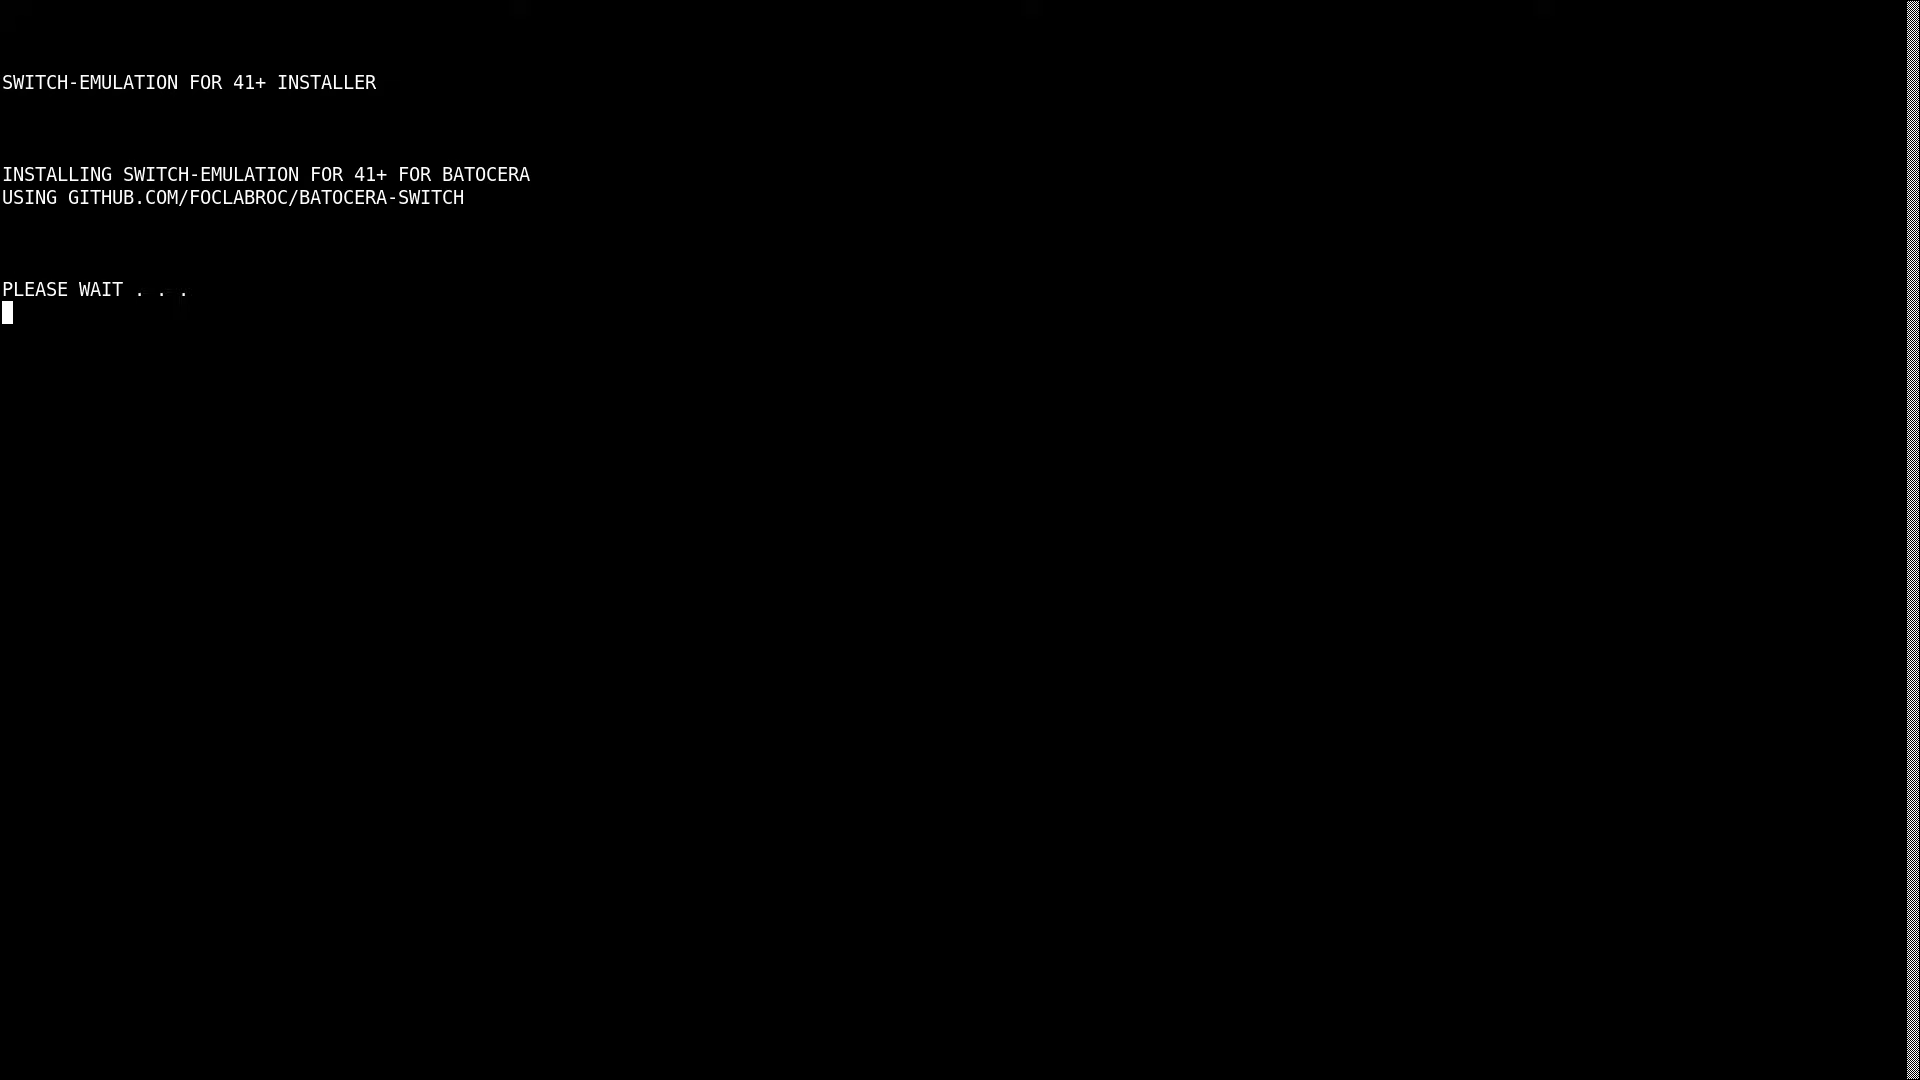 SWITCH-EMULATION FOR 41+ INSTALLER
INSTALLING SWITCH-EMULATION FOR 41+ FOR BATOCERA
USING GITHUB.COM/FOCLABROC/BATOCERA-SWITCH
PLEASE WAIT . . .